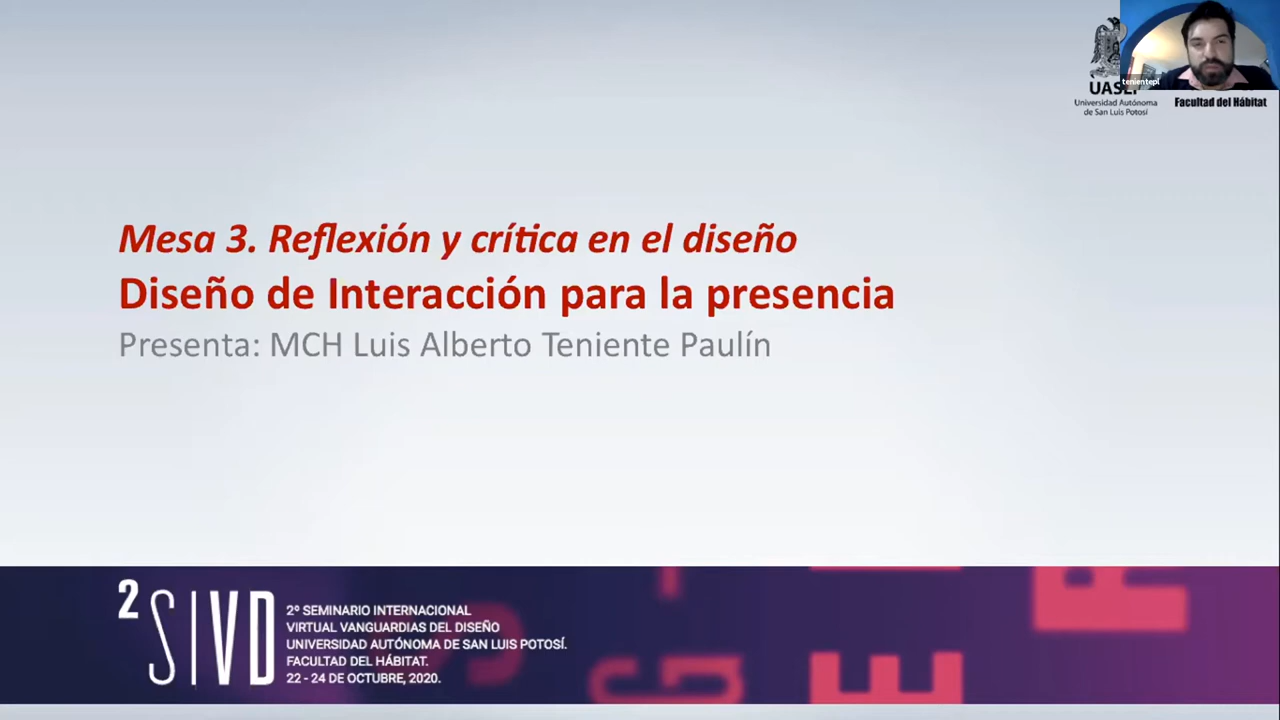 tenientepl
UASLP
Universidad Autónoma
de San Luis Potosí
Facultad del Hábitat
Mesa 3. Reflexión y crítica en el diseño
Diseño de Interacción para la presencia
Presenta: MCH Luis Alberto Teniente Paulín
2 SIVD
2º SEMINARIO INTERNACIONAL
VIRTUAL VANGUARDIAS DEL DISEÑO
UNIVERSIDAD AUTÓNOMA DE SAN LUIS POTOSÍ.
FACULTAD DEL HÁBITAT.
22 - 24 DE OCTUBRE, 2020.